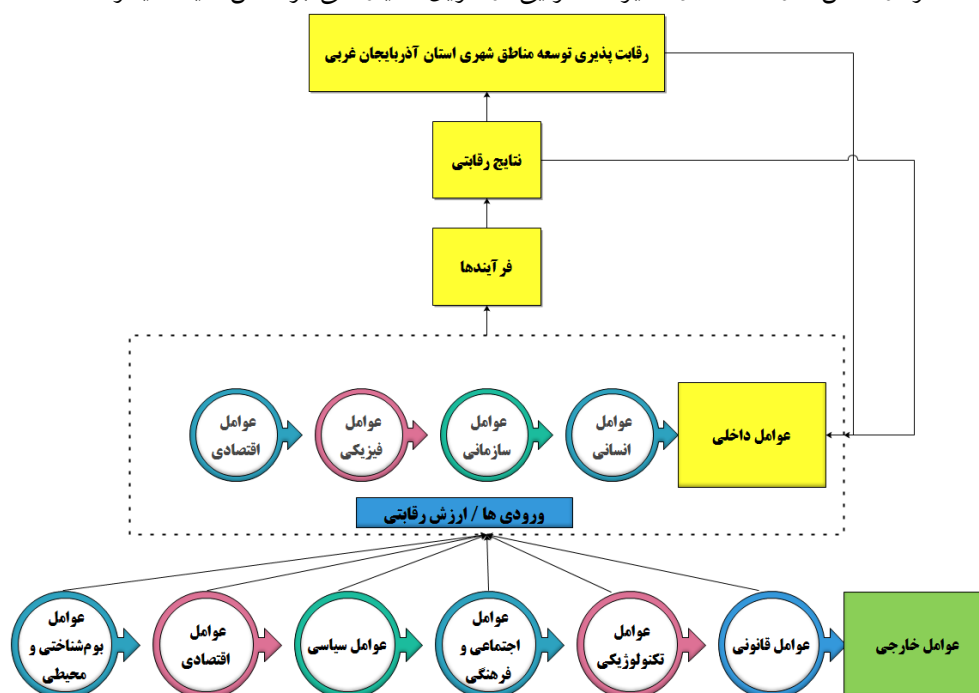 رقابت پذیری توسعه مناطق شهری استان آذربایجان غربی
نتایج رقابتی
فرآیندها
عوامل داخلی
عوامل
انسانی
عوامل
سازمانی
عوامل
فیزیکی
عوامل
اقتصادی
ورودی ها / ارزش رقابتی
عوامل خارجی
عوامل قانونی
عوامل
تکنولوژیکی
عوامل
اجتماعی و
فرهنگی
عوامل سیاسی
عوامل
اقتصادی
عوامل
بوم‌شناختی و
محیطی